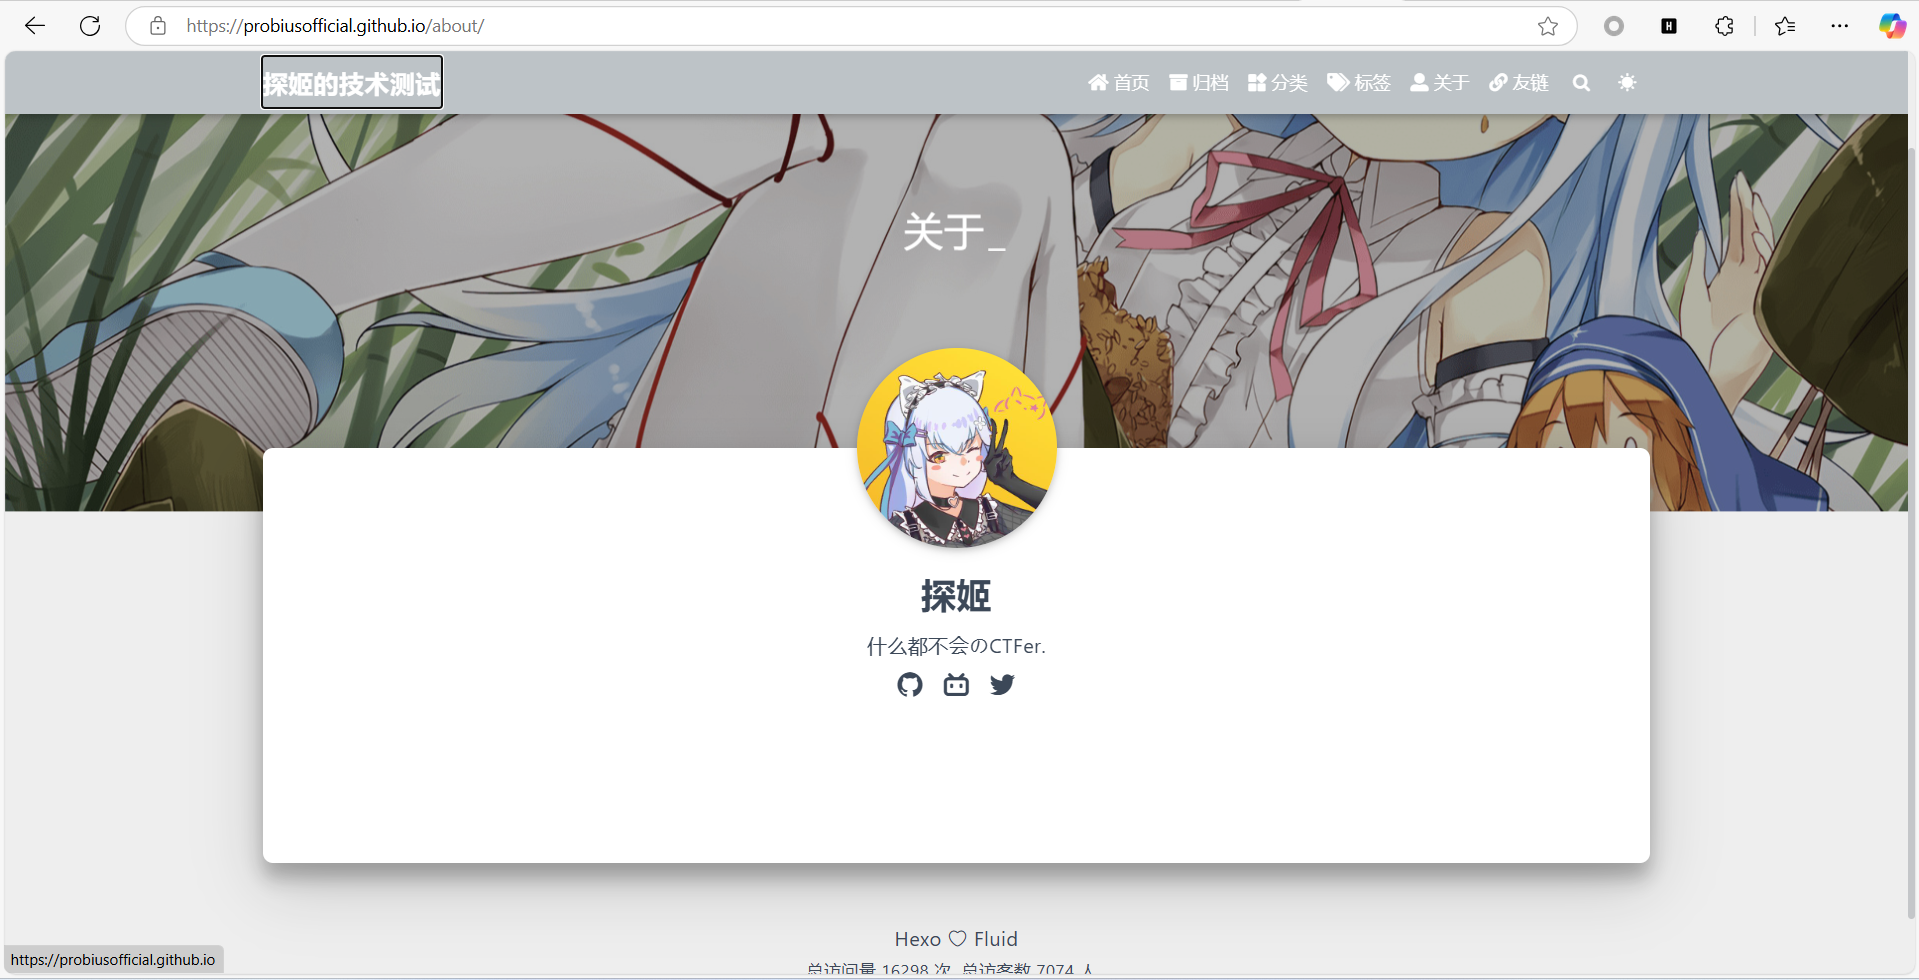 https://probiusofficial.github.io/about/
探姬的技术测试
首页 归档 分类 标签 关于 友链
关于_
探姬
什么都不会のCTFer.
Hexo ♡ Fluid
总访问量 16298 次 总访客数 7074 人
https://probiusofficial.github.io